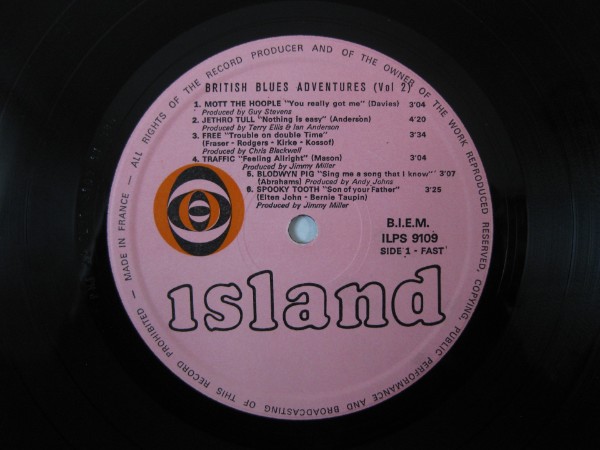 ALL RIGHTS OF THE RECORD PRODUCER AND OF THE OWNER OF THE WORK REPRODUCED RESERVED, COPYING, PUBLIC PERFORMANCE AND BROADCASTING OF THIS RECORD PROHIBITED — MADE IN FRANCE —
BRITISH BLUES ADVENTURES (Vol 2)
1. MOTT THE HOOPLE "You really got me" (Davies) 3'04
Produced by Guy Stevens
2. JETHRO TULL "Nothing is easy" (Anderson) 4'20
Produced by Terry Ellis & Ian Anderson
3. FREE "Trouble on double Time" 3'34
(Fraser - Rodgers - Kirke - Kossof)
Produced by Chris Blackwell
4. TRAFFIC "Feeling Allright" (Mason) 3'04
Produced by Jimmy Miller
5. BLODWYN PIG "Sing me a song that I know" 3'07
(Abrahams) Produced by Andy Johns
6. SPOOKY TOOTH "Son of your Father" 3'25
(Elten John - Bernie Taupin)
Produced by Jimmy Miller
B.I.E.M.
ILPS 9109
SIDE 1 - FAST
island